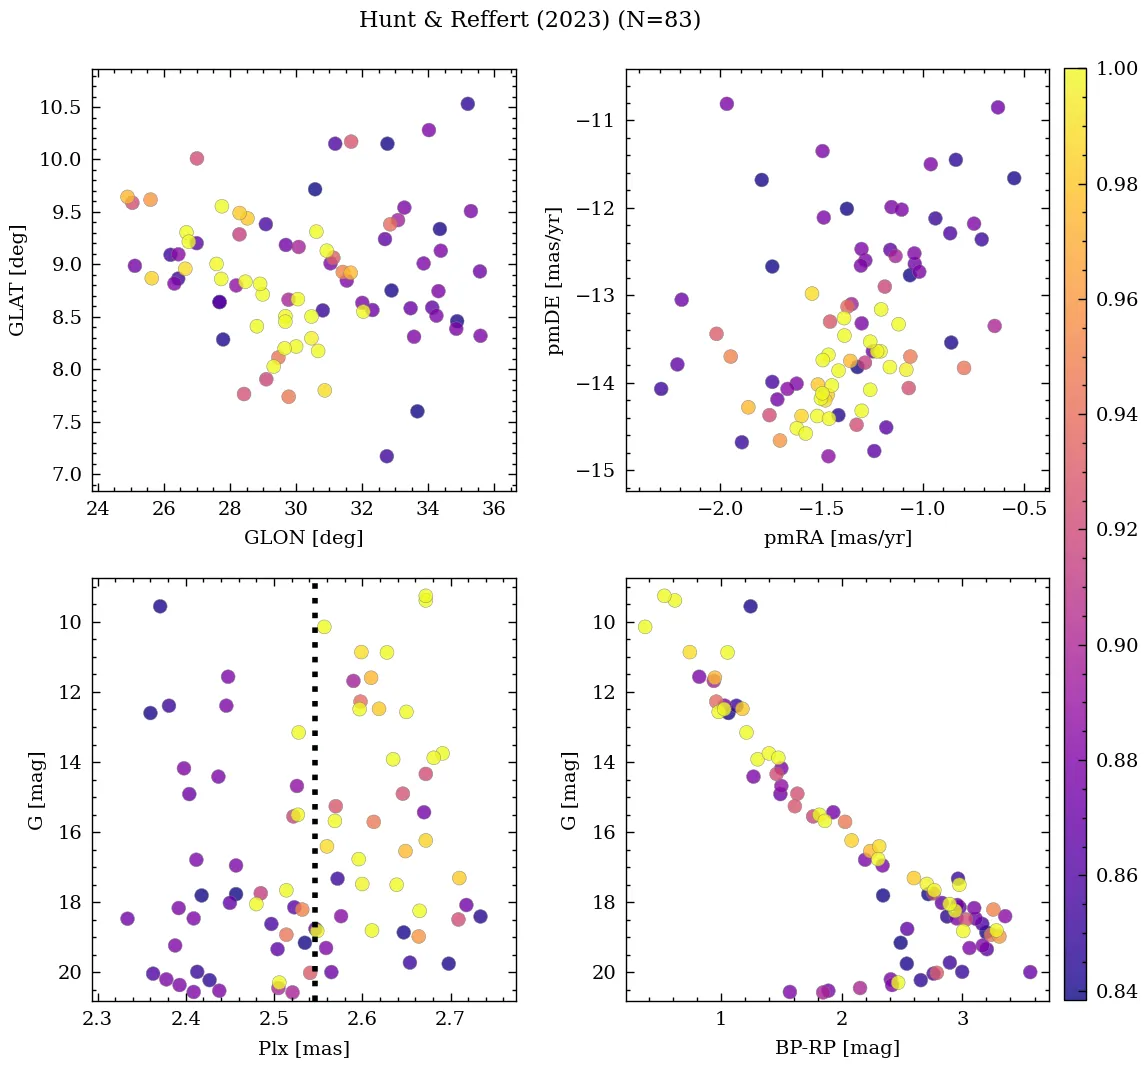 Hunt & Reffert (2023) (N=83)
10.5
10.0
9.5
9.0
8.5
8.0
7.5
7.0
GLAT [deg]
24 26 28 30 32 34 36
GLON [deg]
−11
−12
−13
−14
−15
pmDE [mas/yr]
−2.0 −1.5 −1.0 −0.5
pmRA [mas/yr]
10
12
14
16
18
20
G [mag]
2.3 2.4 2.5 2.6 2.7
Plx [mas]
10
12
14
16
18
20
G [mag]
1 2 3
BP-RP [mag]
1.00
0.98
0.96
0.94
0.92
0.90
0.88
0.86
0.84